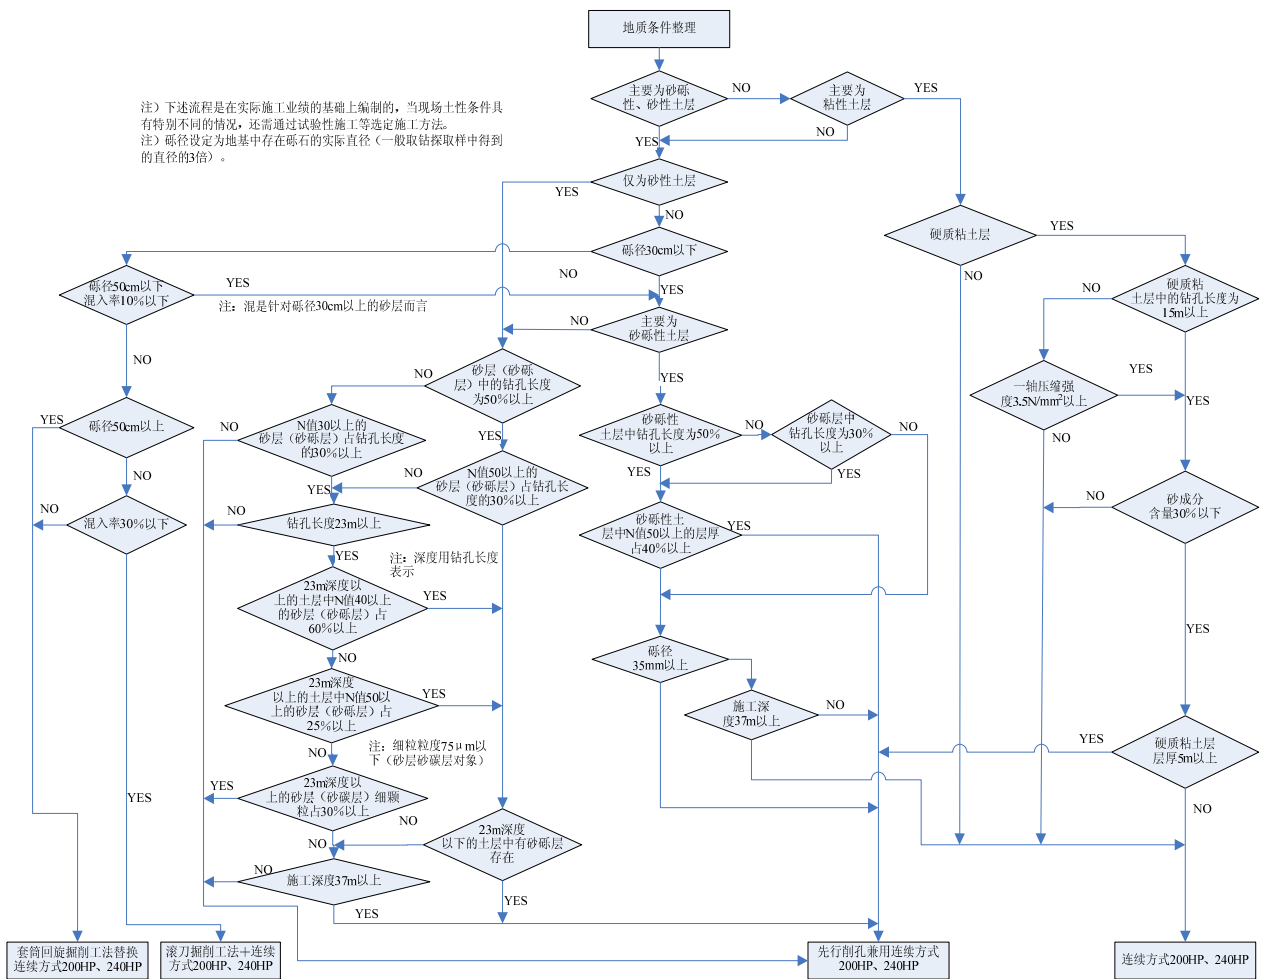 地质条件整理
主要为砂砾
性、砂性土层
NO
主要为
粘性土层
YES
注）下述流程是在实际施工业绩的基础上编制的，当现场土性条件具
有特别不同的情况，还需通过试验性施工等选定施工方法。
注）砾径设定为地基中存在砾石的实际直径（一般取钻探取样中得到
的直径的3倍）。
YES
NO
仅为砂性土层
YES
NO
硬质粘土层
YES
NO
砾径30cm以下
NO
YES
砾径50cm以下
混入率10%以下
YES
注：混是针对砾径30cm以上的砂层而言
NO
硬质粘
土层中的钻孔长度为
15m以上
NO
YES
主要为
砂砾性土层
NO
YES
砂层（砂砾
层）中的钻孔长度
为50%以上
NO
YES
一轴压缩强
度3.5N/mm²以上
YES
NO
砾径50cm以上
YES
NO
N值30以上的
砂层（砂砾层）占钻孔长度
的30%以上
NO
YES
砂砾性
土层中钻孔长度为50%
以上
NO
YES
砂砾层中
钻孔长度为30%
以上
NO
YES
N值50以上的
砂层（砂砾层）占钻孔长
度的30%以上
NO
混入率30%以下
NO
YES
钻孔长度23m以上
NO
YES
砂砾性土
层中N值50以上的层厚
占40%以上
YES
砂成分
含量30%以下
NO
YES
注：深度用钻孔长度
表示
23m深度以
上的土层中N值40以上
的砂层（砂砾层）占
60%以上
YES
NO
砾径
35mm以上
23m深度
以上的土层中N值50以
上的砂层（砂砾层）占
25%以上
YES
NO
施工深
度37m以上
NO
注：细粒粒度75μm以
下（砂层砂碳层对象）
硬质粘土层
层厚5m以上
YES
NO
23m深度以
上的砂层（砂碳层）细颗
粒占30%以上
YES
NO
23m深度
以下的土层中有砂砾层
存在
NO
YES
施工深度37m以上
NO
YES
套筒回旋掘削工法替换
连续方式200HP、240HP
滚刀掘削工法＋连续
方式200HP、240HP
先行削孔兼用连续方式
200HP、240HP
连续方式200HP、240HP